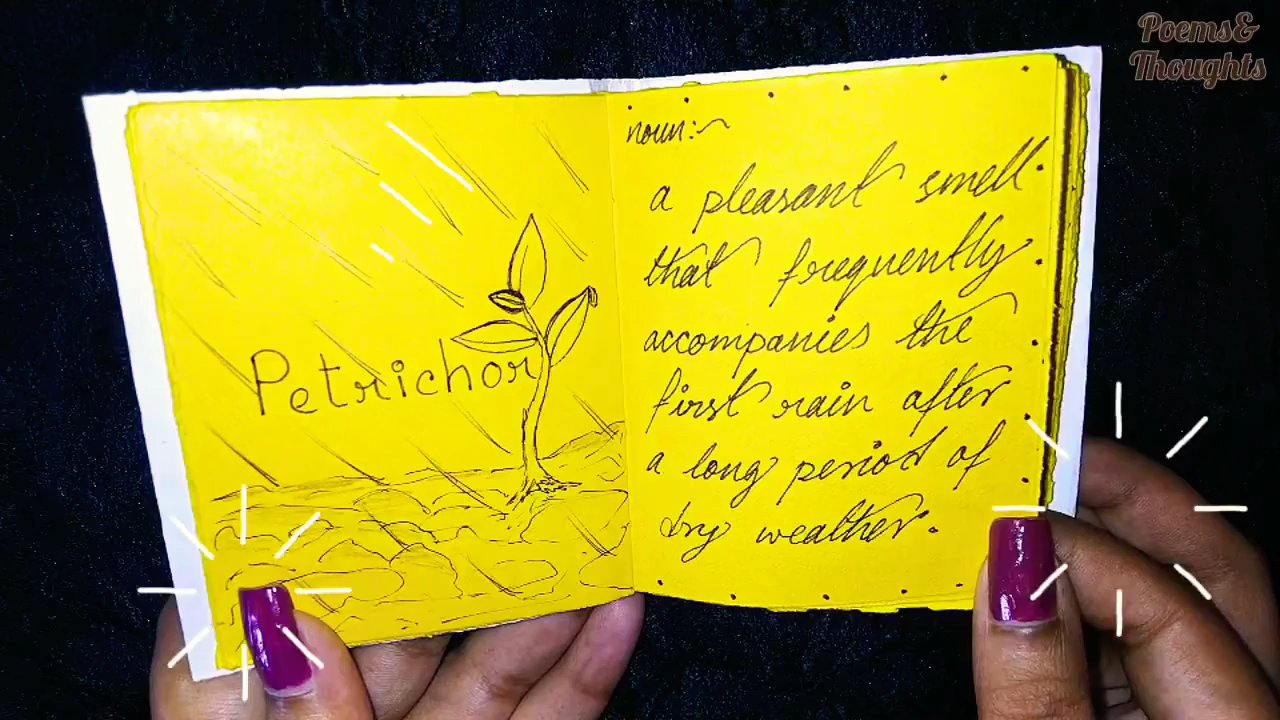 Poems&
Thoughts
Petrichor
noun:~
a pleasant smell
that frequently
accompanies the
first rain after
a long period of
dry weather.